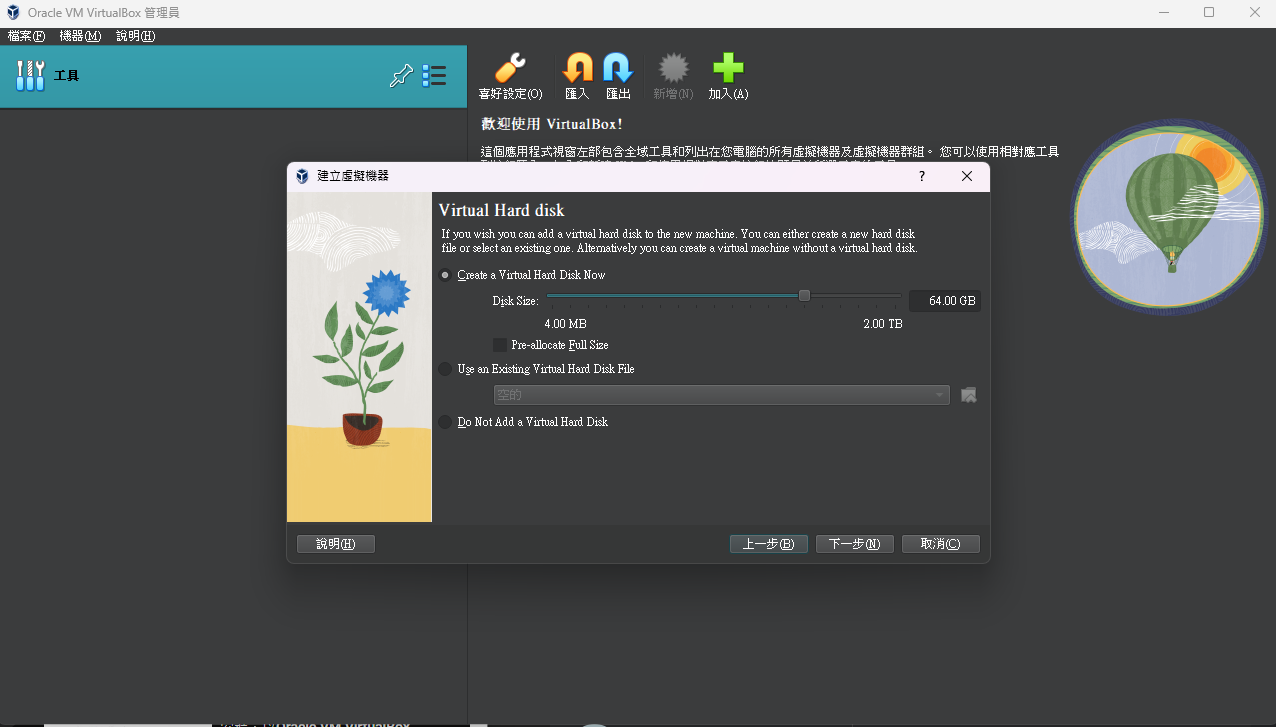 Oracle VM VirtualBox 管理員
檔案(F) 機器(M) 說明(H)
工具
喜好設定(O) 匯入 匯出 新增(N) 加入(A)
歡迎使用 VirtualBox!
這個應用程式視窗左部包含全域工具和列出在您電腦的所有虛擬機器及虛擬機器群組。 您可以使用相對應工具
建立虛擬機器
?
Virtual Hard disk
If you wish you can add a virtual hard disk to the new machine. You can either create a new hard disk
file or select an existing one. Alternatively you can create a virtual machine without a virtual hard disk.
Create a Virtual Hard Disk Now
Disk Size: 64.00 GB
4.00 MB 2.00 TB
Pre-allocate Full Size
Use an Existing Virtual Hard Disk File
空的
Do Not Add a Virtual Hard Disk
說明(H) 上一步(B) 下一步(N) 取消(C)
Oracle VM VirtualBox